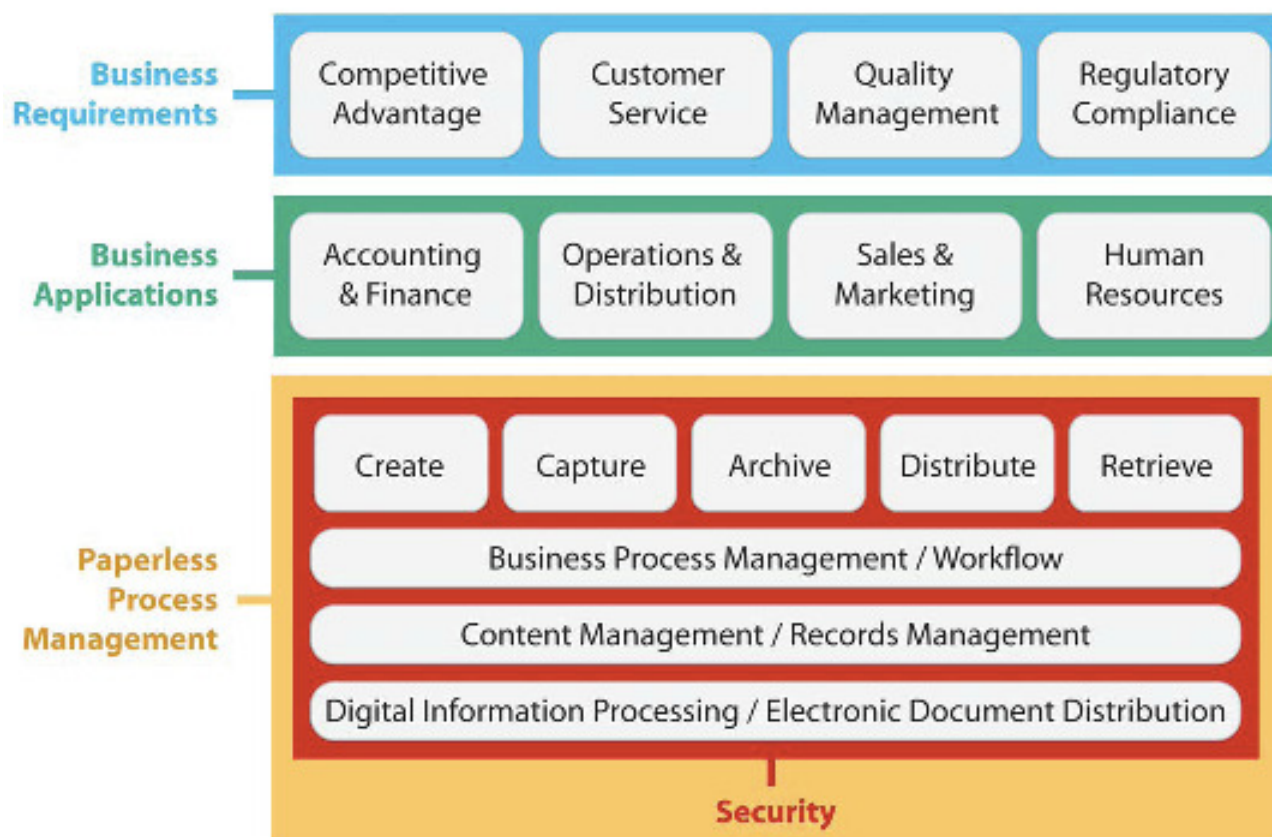 Business
Requirements
Competitive
Advantage
Customer
Service
Quality
Management
Regulatory
Compliance
Business
Applications
Accounting
& Finance
Operations &
Distribution
Sales &
Marketing
Human
Resources
Paperless
Process
Management
Create
Capture
Archive
Distribute
Retrieve
Business Process Management / Workflow
Content Management / Records Management
Digital Information Processing / Electronic Document Distribution
Security